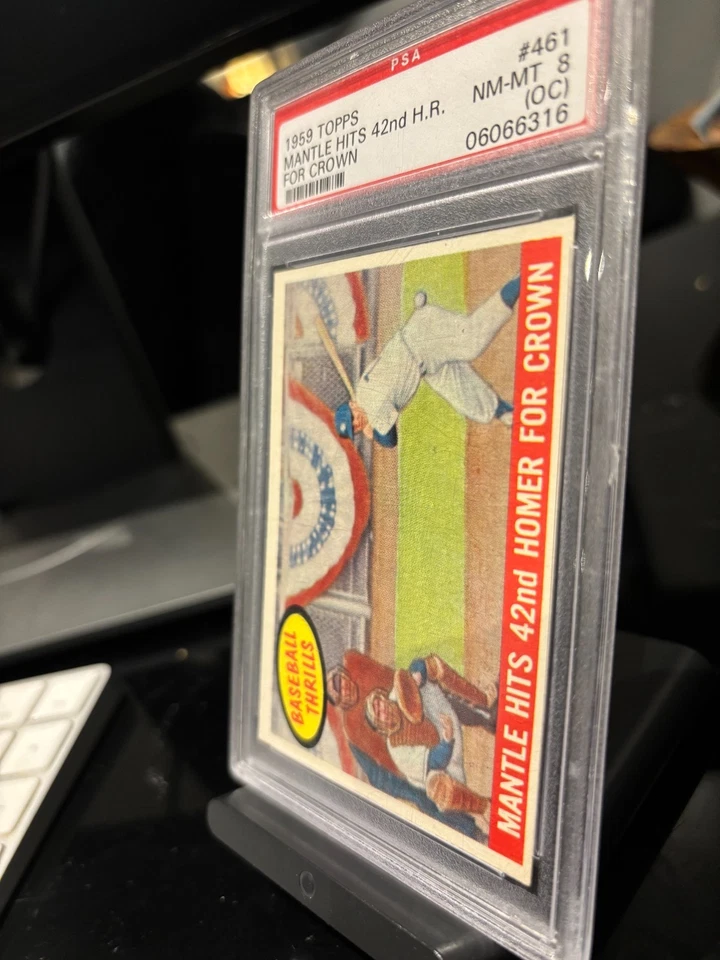 PSA
1959 TOPPS #461
MANTLE HITS 42nd H.R. NM-MT 8
FOR CROWN (OC)
06066316
BASEBALL
THRILLS
MANTLE HITS 42nd HOMER FOR CROWN